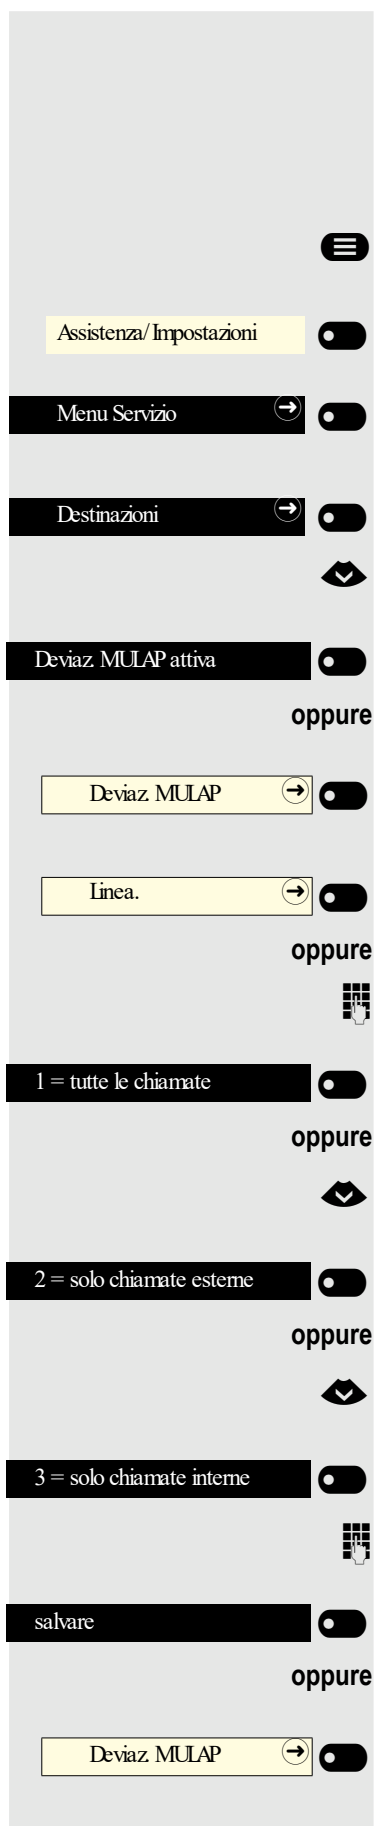 Assistenza/Impostazioni
Menu Servizio
Destinazioni
Deviaz. MULAP attiva
oppure
Deviaz. MULAP
Linea.
oppure
1 = tutte le chiamate
oppure
2 = solo chiamate esterne
oppure
3 = solo chiamate interne
salvare
oppure
Deviaz. MULAP